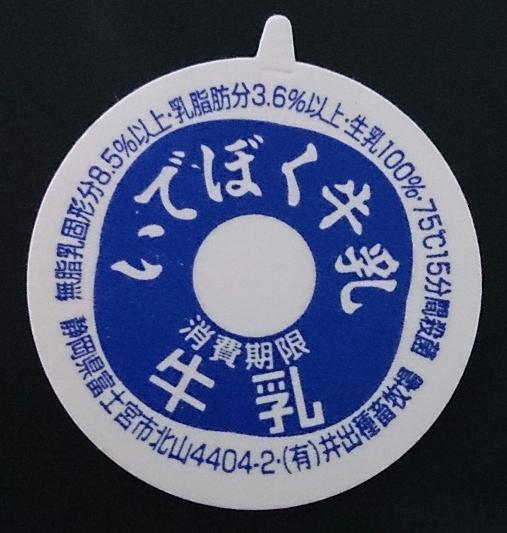 無脂乳固形分8.5%以上・乳脂肪分3.6%以上・生乳100%・75℃15分間殺菌
いでぼく牛乳
消費期限
牛乳
静岡県富士宮市北山4404-2・(有)井出種畜牧場